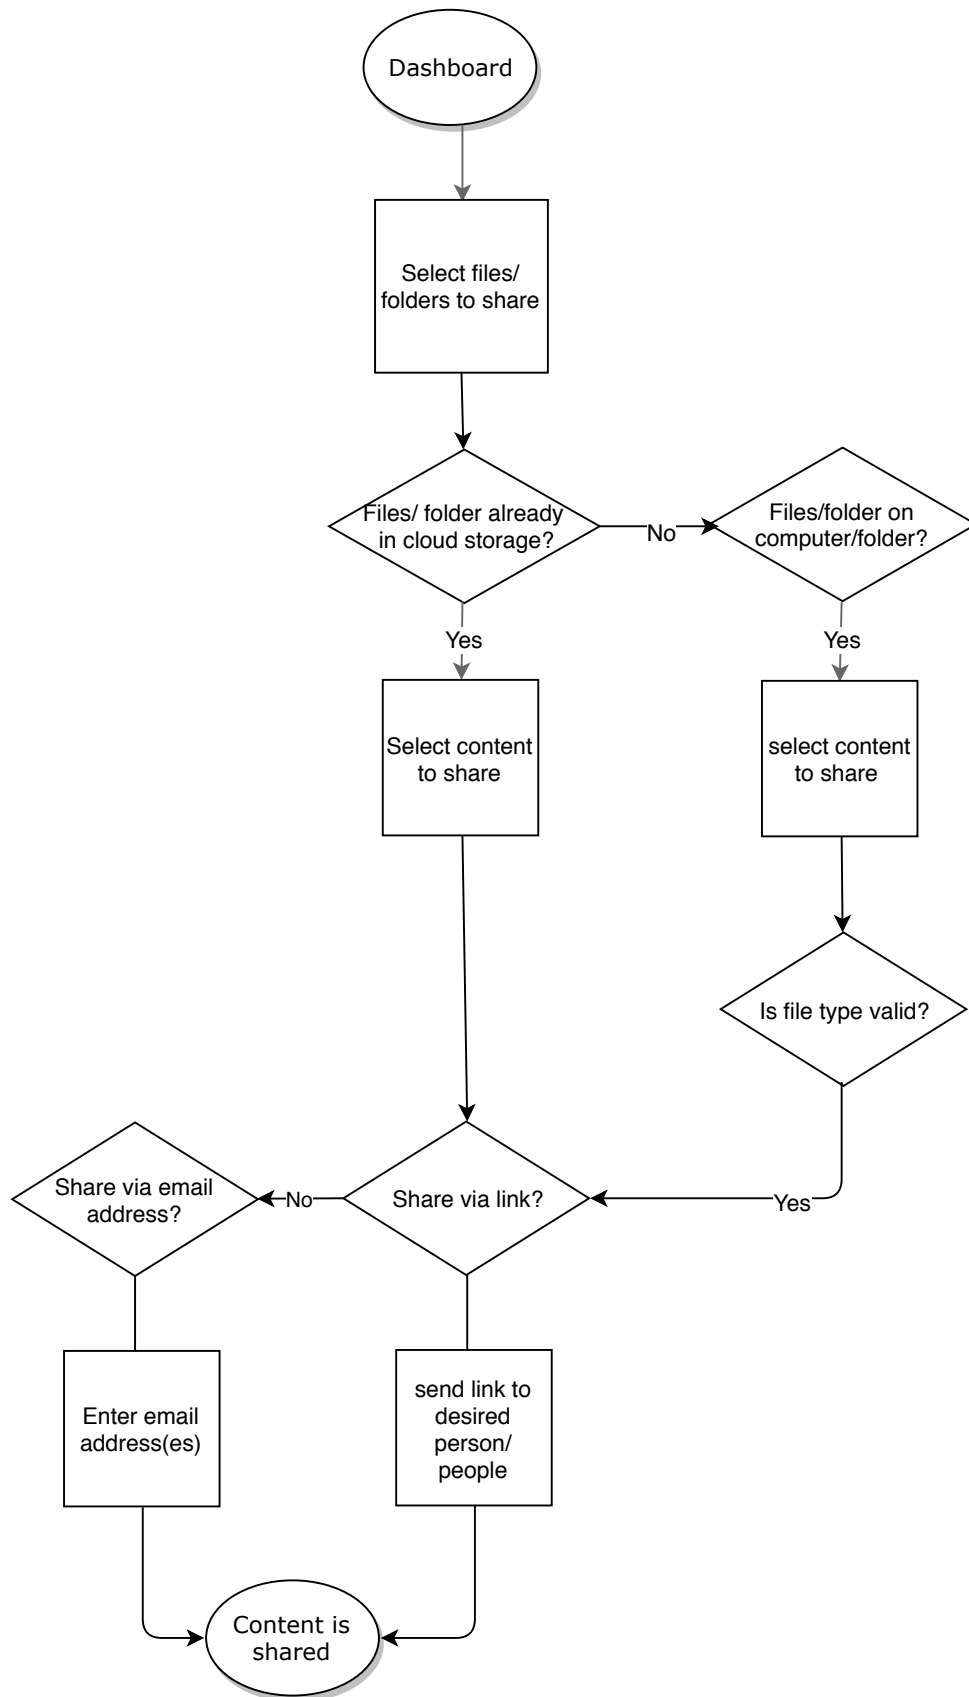 Dashboard
Select files/
folders to share
Files/ folder already
in cloud storage?
No
Files/folder on
computer/folder?
Yes
Yes
Select content
to share
select content
to share
Is file type valid?
Share via email
address?
No
Share via link?
Yes
Enter email
address(es)
send link to
desired
person/
people
Content is
shared